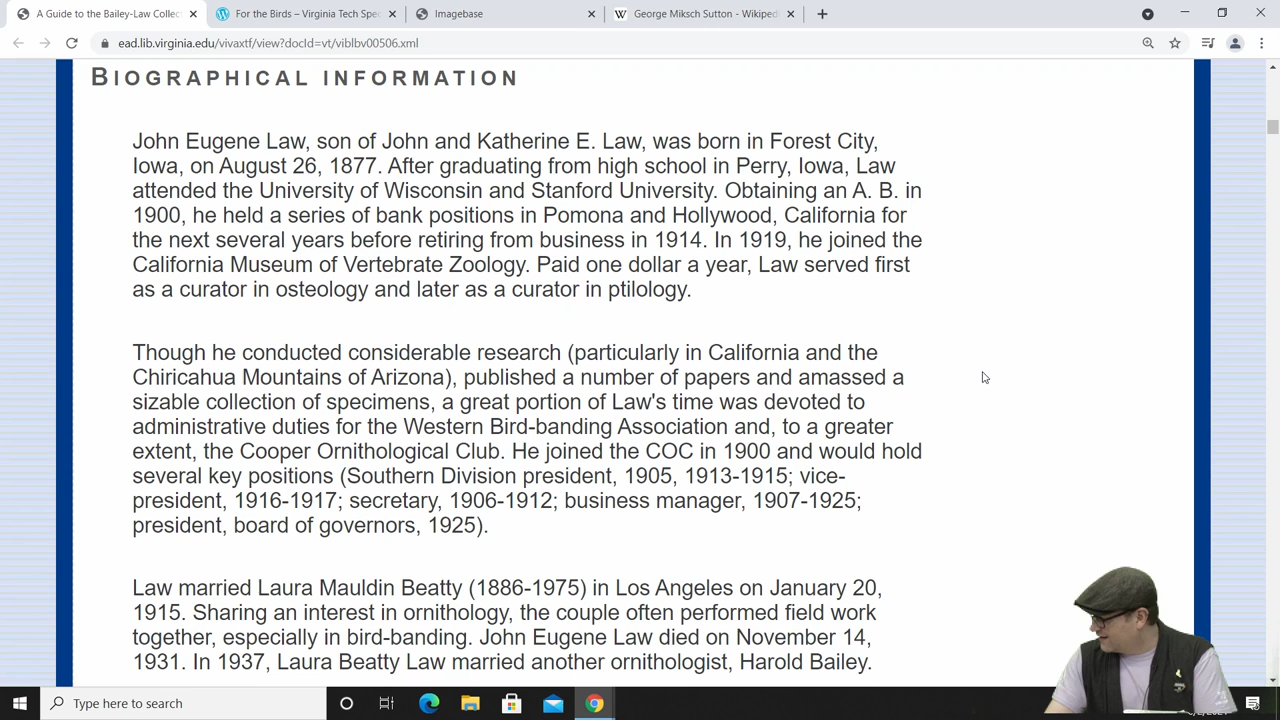 A Guide to the Bailey-Law Collec
For the Birds – Virginia Tech Spec
Imagebase
George Miksch Sutton - Wikiped
ead.lib.virginia.edu/vivaxtf/view?docId=vt/viblbv00506.xml
BIOGRAPHICAL INFORMATION
John Eugene Law, son of John and Katherine E. Law, was born in Forest City,
Iowa, on August 26, 1877. After graduating from high school in Perry, Iowa, Law
attended the University of Wisconsin and Stanford University. Obtaining an A. B. in
1900, he held a series of bank positions in Pomona and Hollywood, California for
the next several years before retiring from business in 1914. In 1919, he joined the
California Museum of Vertebrate Zoology. Paid one dollar a year, Law served first
as a curator in osteology and later as a curator in ptilology.
Though he conducted considerable research (particularly in California and the
Chiricahua Mountains of Arizona), published a number of papers and amassed a
sizable collection of specimens, a great portion of Law's time was devoted to
administrative duties for the Western Bird-banding Association and, to a greater
extent, the Cooper Ornithological Club. He joined the COC in 1900 and would hold
several key positions (Southern Division president, 1905, 1913-1915; vice-
president, 1916-1917; secretary, 1906-1912; business manager, 1907-1925;
president, board of governors, 1925).
Law married Laura Mauldin Beatty (1886-1975) in Los Angeles on January 20,
1915. Sharing an interest in ornithology, the couple often performed field work
together, especially in bird-banding. John Eugene Law died on November 14,
1931. In 1937, Laura Beatty Law married another ornithologist, Harold Bailey.
Type here to search